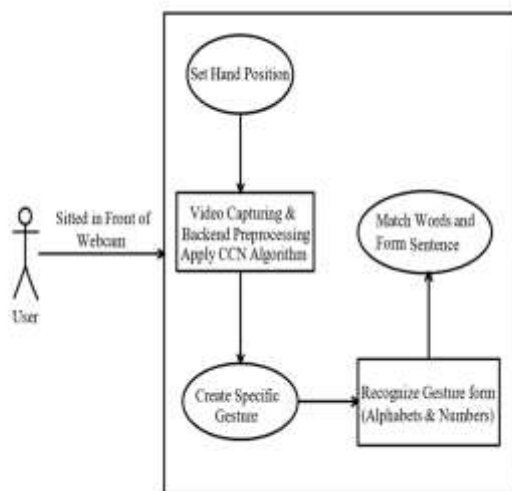 Set Hand Position
Sitted in Front of
Webcam
User
Video Capturing &
Backend Preprocessing
Apply CCN Algorithm
Match Words and
Form Sentence
Create Specific
Gesture
Recognize Gesture form
(Alphabets & Numbers)